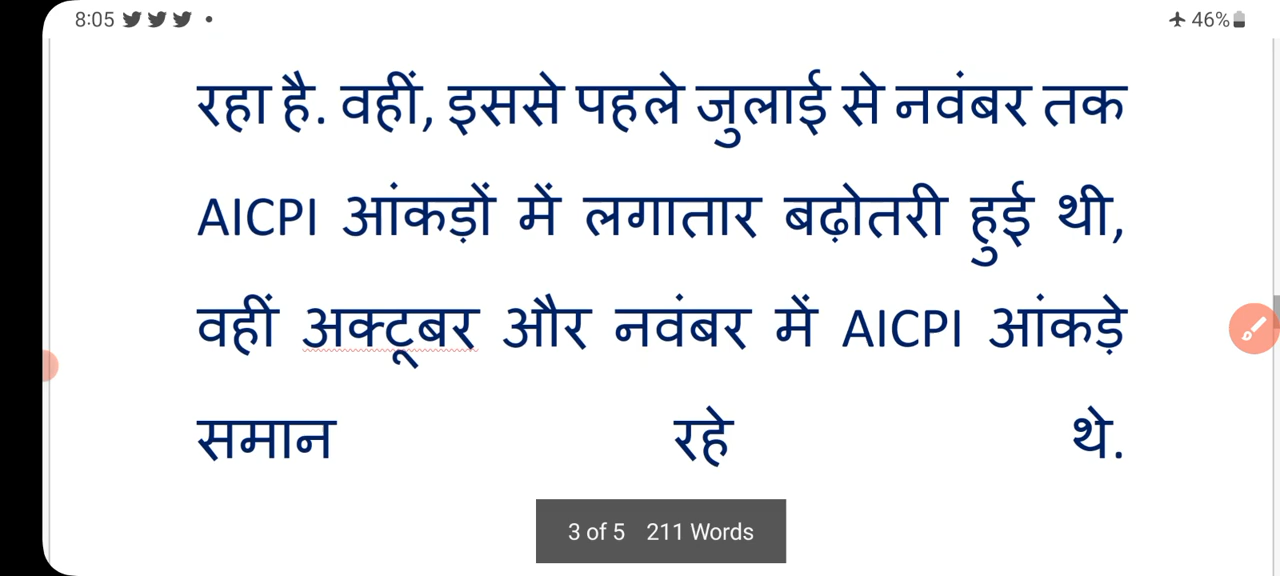 8:05 46%
रहा है. वहीं, इससे पहले जुलाई से नवंबर तक
AICPI आंकड़ों में लगातार बढ़ोतरी हुई थी,
वहीं अक्टूबर और नवंबर में AICPI आंकड़े
समान रहे थे.
3 of 5 211 Words